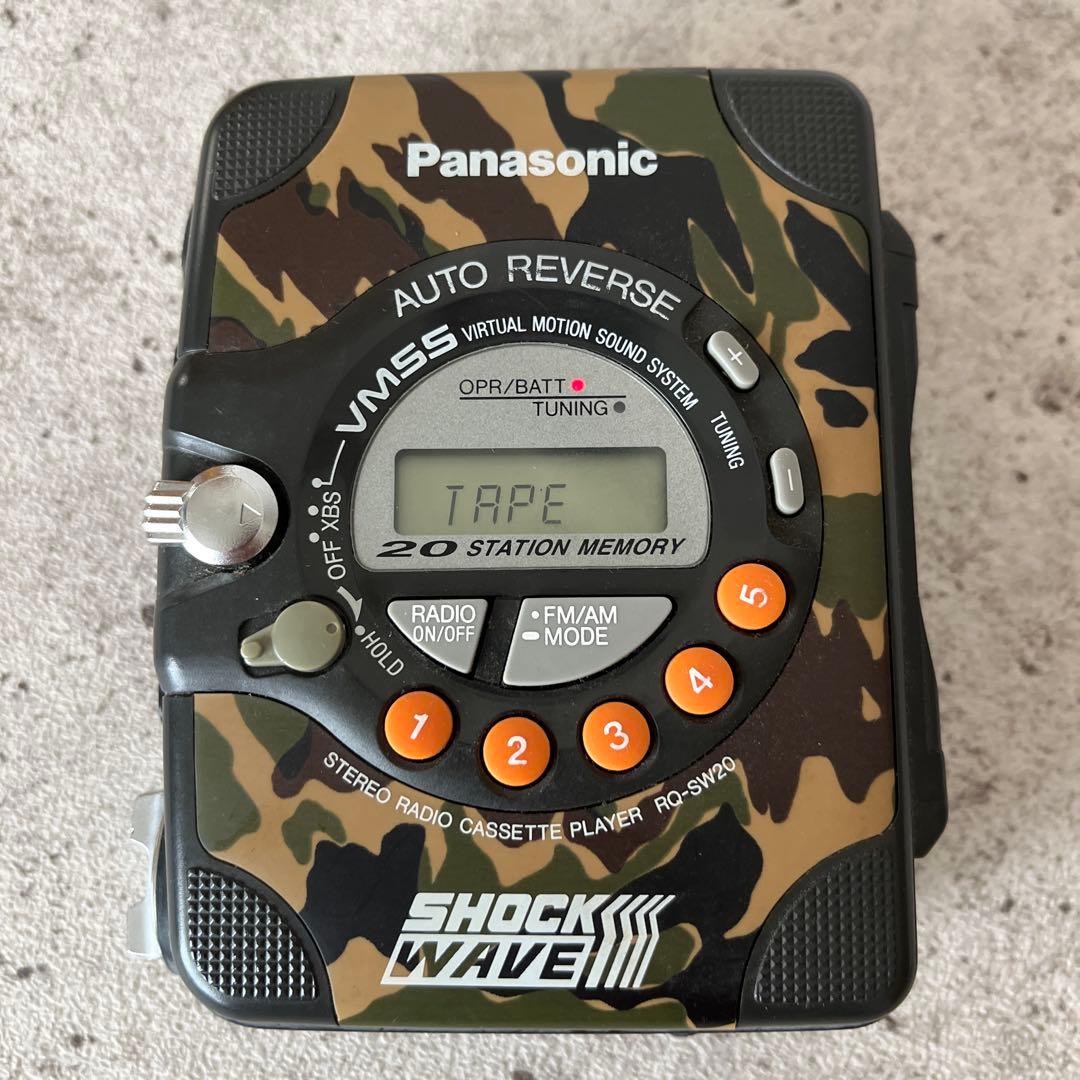 Panasonic
AUTO REVERSE
VMSS VIRTUAL MOTION SOUND SYSTEM
+
TUNING
-
OPR/BATT
TUNING
TAPE
20 STATION MEMORY
XBS
OFF
HOLD
RADIO
ON/OFF
•FM/AM
— MODE
1
2
3
4
5
STEREO RADIO CASSETTE PLAYER RQ-SW20
SHOCK
WAVE